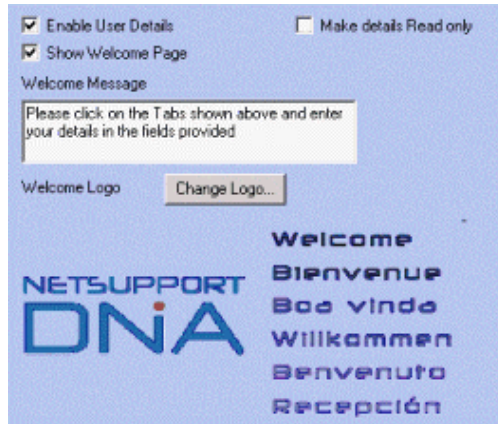 Enable User Details Make details Read only
Show Welcome Page
Welcome Message
Please click on the Tabs shown above and enter
your details in the fields provided
Welcome Logo Change Logo...
Welcome
Bienvenue
NETSUPPORT
DNA
Boa vinda
Willkommen
Benvenuto
Recepción